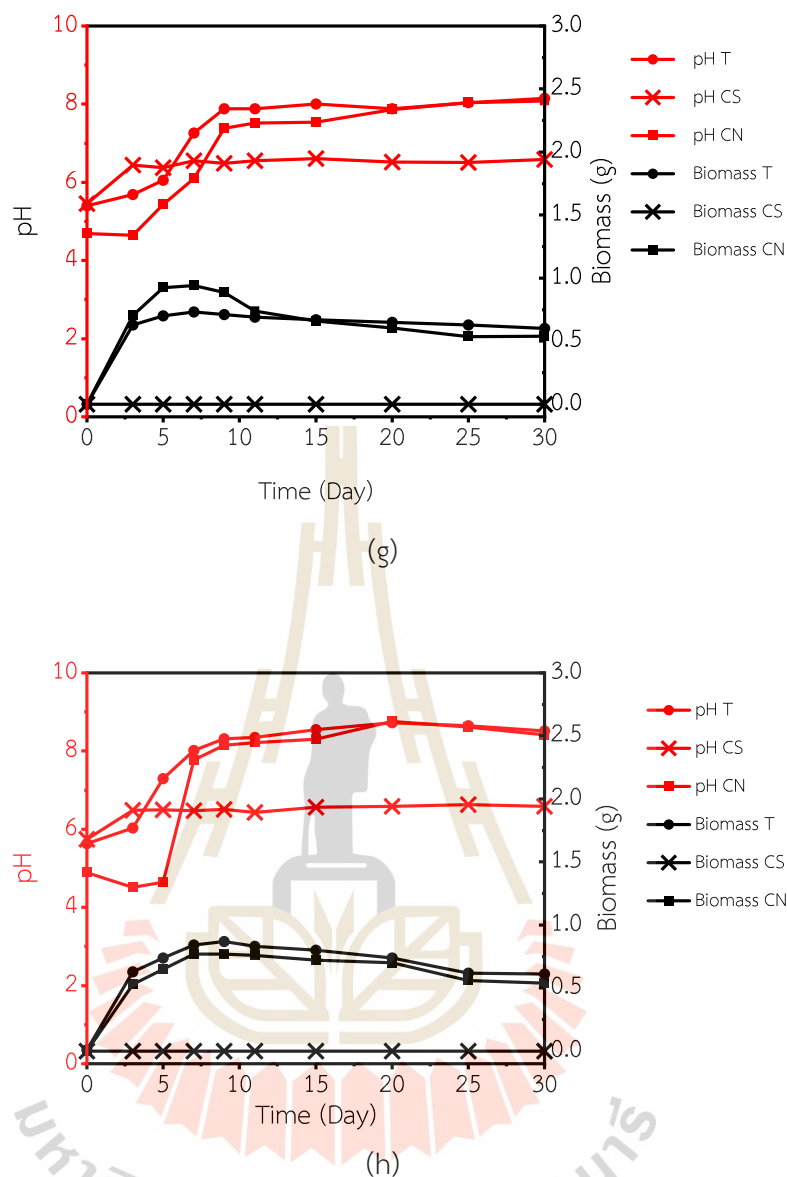 10
8
6
4
2
0
pH
3.0
2.5
2.0
1.5
1.0
0.5
0.0
Biomass (g)
0 5 10 15 20 25 30
Time (Day)
pH T
pH CS
pH CN
Biomass T
Biomass CS
Biomass CN
(g)
10
8
6
4
2
0
pH
3.0
2.5
2.0
1.5
1.0
0.5
0.0
Biomass (g)
0 5 10 15 20 25 30
Time (Day)
pH T
pH CS
pH CN
Biomass T
Biomass CS
Biomass CN
(h)